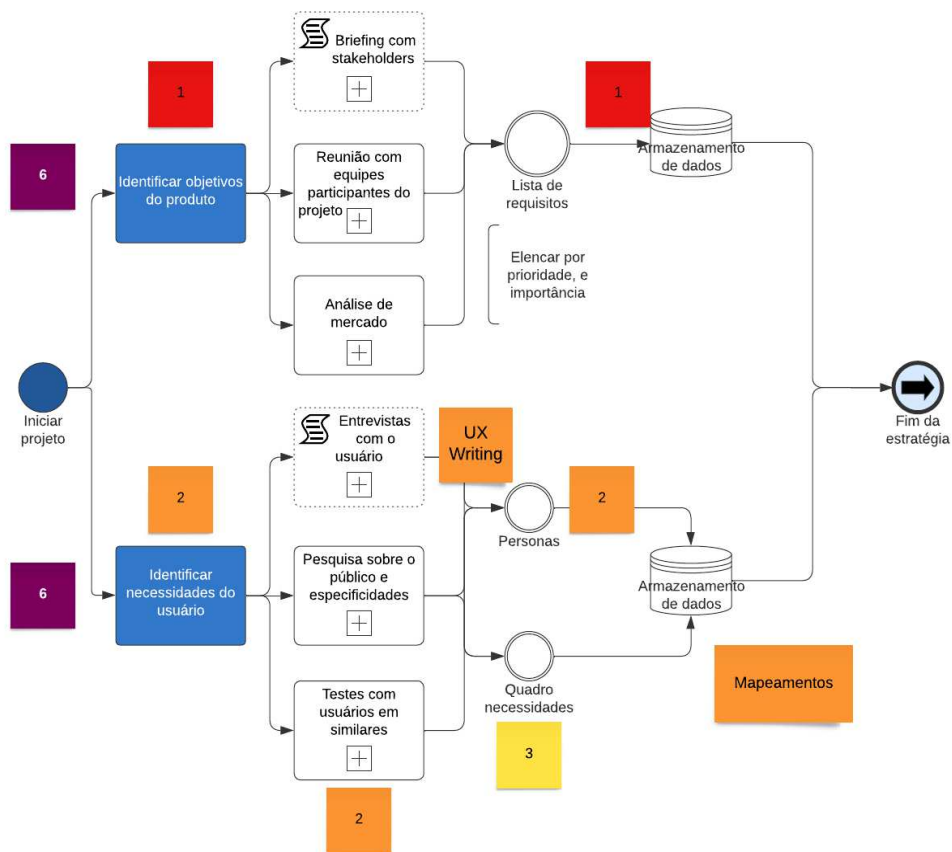 Briefing com
stakeholders
1
1
Armazenamento
de dados
6
Identificar objetivos
do produto
Reunião com
equipes
participantes do
projeto
Lista de
requisitos
Elencar por
prioridade, e
importância
Análise de
mercado
Iniciar
projeto
Fim da
estratégia
Entrevistas
com o
usuário
UX
Writing
2
2
Personas
6
Identificar
necessidades do
usuário
Pesquisa sobre o
público e
especificidades
Armazenamento
de dados
Quadro
necessidades
Mapeamentos
Testes com
usuários em
similares
3
2